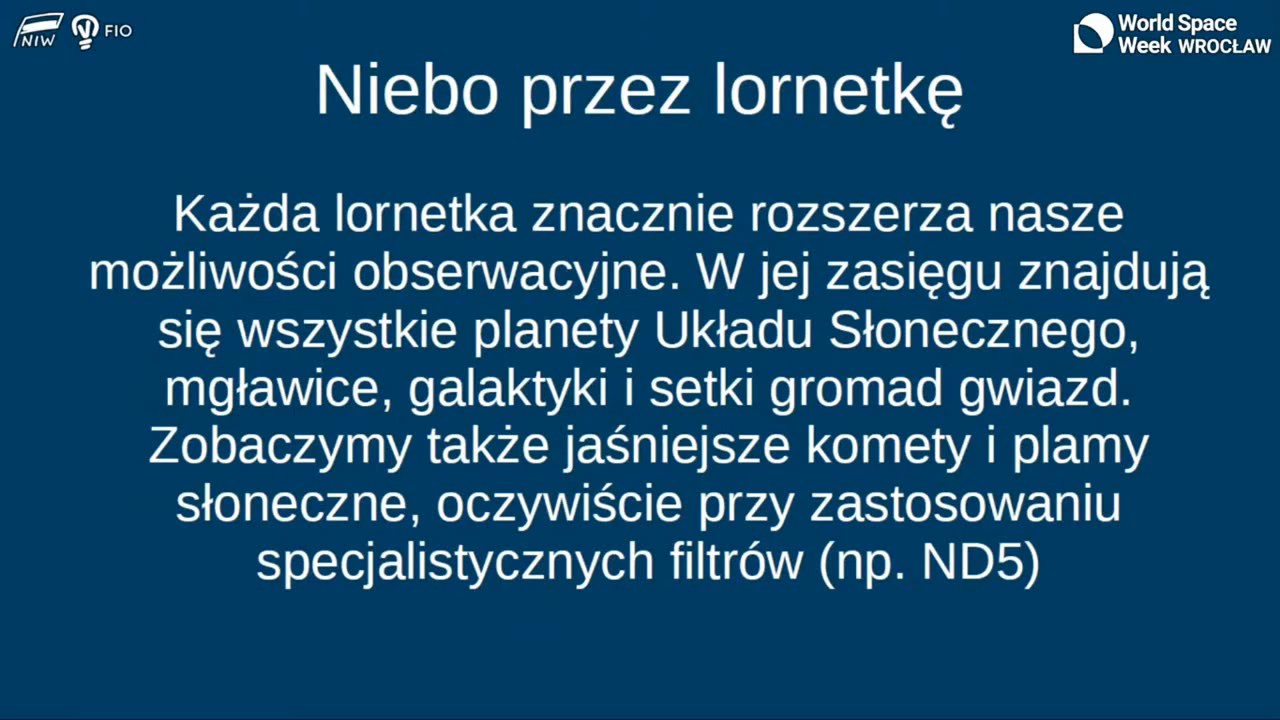 NIW FIO
World Space
Week WROCŁAW
Niebo przez lornetkę
Każda lornetka znacznie rozszerza nasze
możliwości obserwacyjne. W jej zasięgu znajdują
się wszystkie planety Układu Słonecznego,
mgławice, galaktyki i setki gromad gwiazd.
Zobaczymy także jaśniejsze komety i plamy
słoneczne, oczywiście przy zastosowaniu
specjalistycznych filtrów (np. ND5)